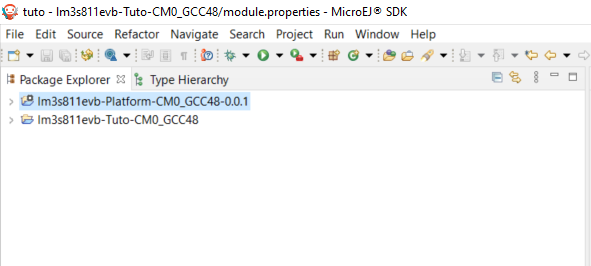 tuto - lm3s811evb-Tuto-CM0_GCC48/module.properties - MicroEJ® SDK
File Edit Source Refactor Navigate Search Project Run Window Help
Package Explorer Type Hierarchy
lm3s811evb-Platform-CM0_GCC48-0.0.1
lm3s811evb-Tuto-CM0_GCC48